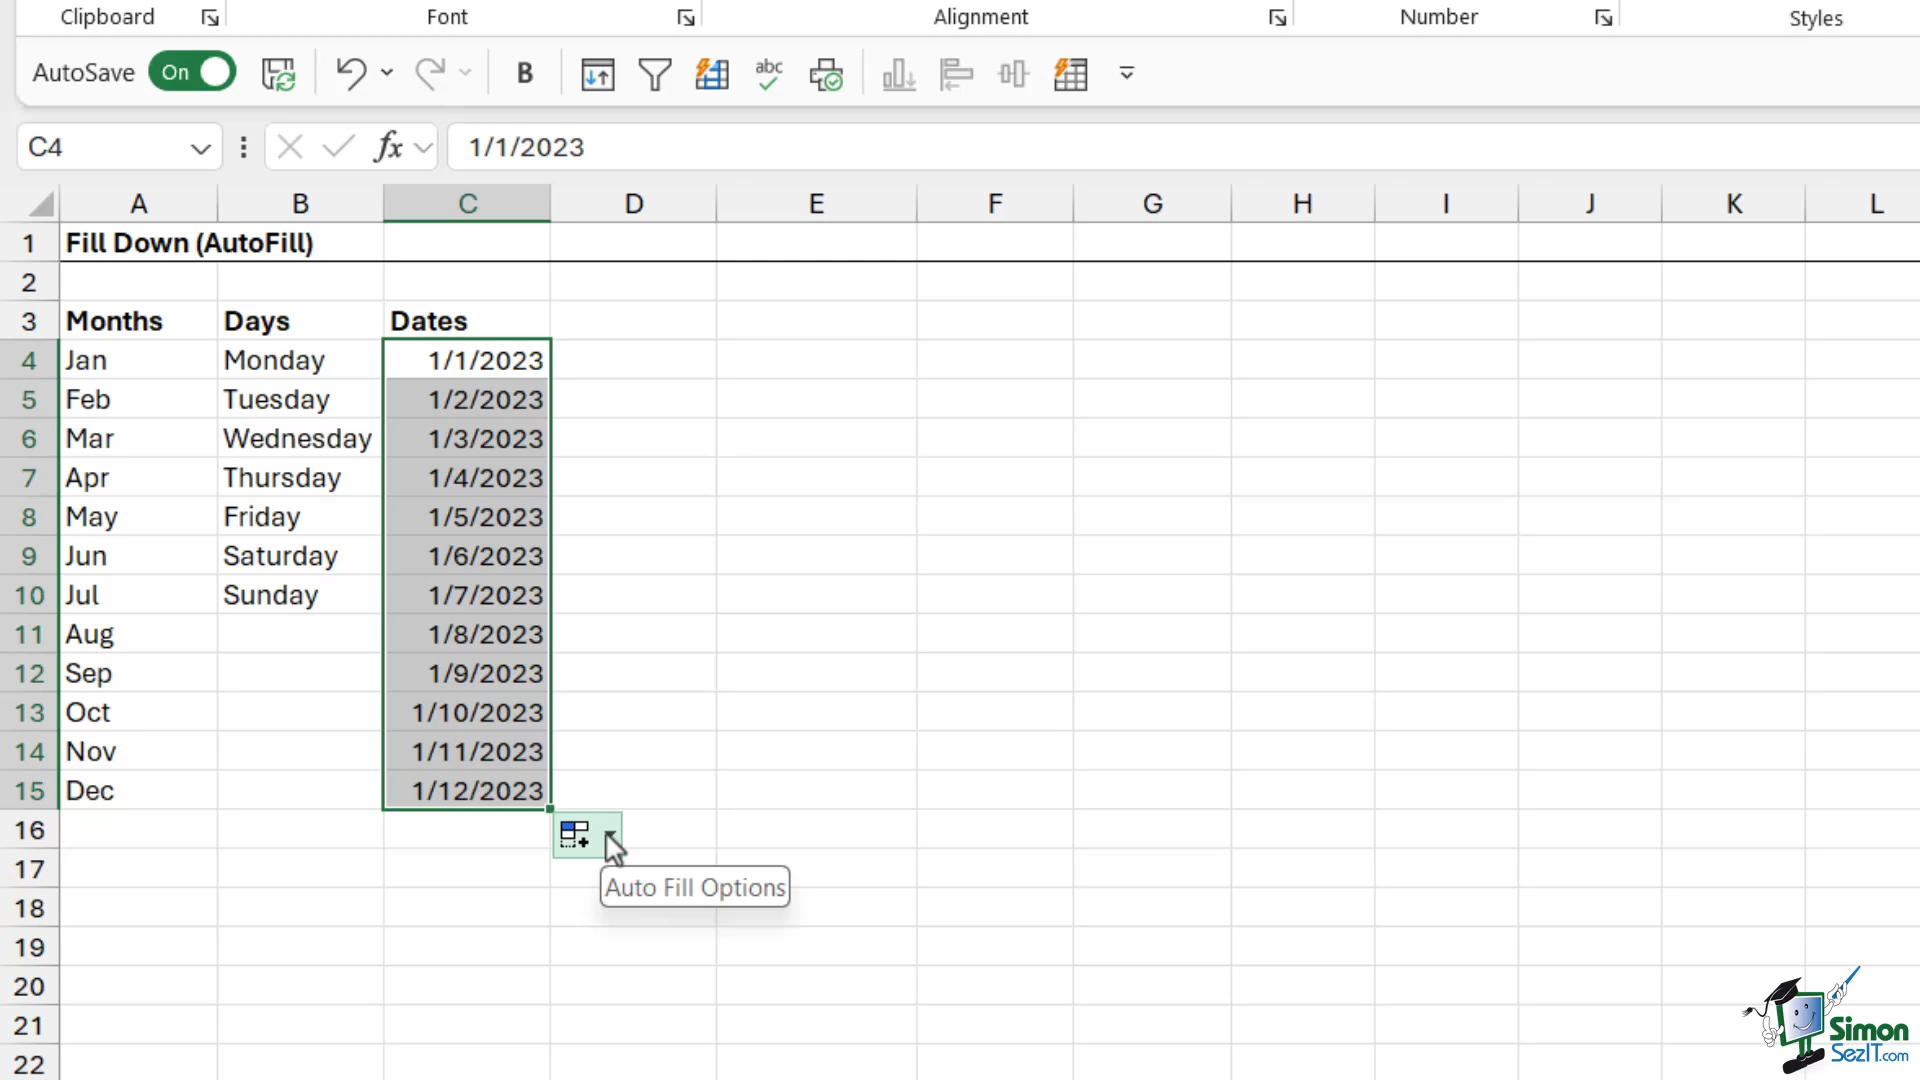 Clipboard Font Alignment Number Styles
AutoSave On B abc
C4 fx 1/1/2023
A B C D E F G H I J K L
1 Fill Down (AutoFill)
2
3 Months Days Dates
4 Jan Monday 1/1/2023
5 Feb Tuesday 1/2/2023
6 Mar Wednesday 1/3/2023
7 Apr Thursday 1/4/2023
8 May Friday 1/5/2023
9 Jun Saturday 1/6/2023
10 Jul Sunday 1/7/2023
11 Aug 1/8/2023
12 Sep 1/9/2023
13 Oct 1/10/2023
14 Nov 1/11/2023
15 Dec 1/12/2023
16
17
Auto Fill Options
18
19
20
21
22
Simon
SezIT.com